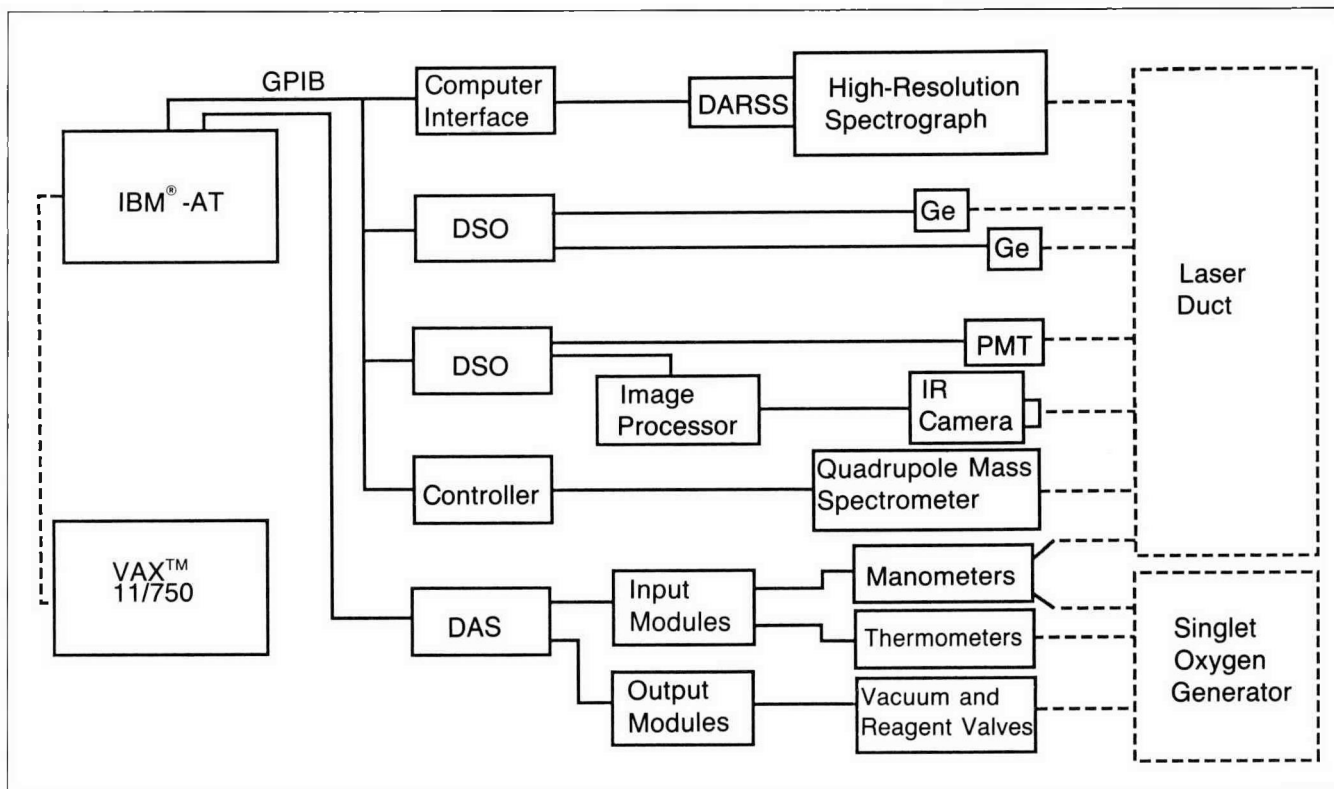 GPIB
Computer
Interface
DARSS
High-Resolution
Spectrograph
IBM® -AT
DSO
Ge
Ge
Laser
Duct
DSO
PMT
Image
Processor
IR
Camera
Controller
Quadrupole Mass
Spectrometer
VAX™
11/750
DAS
Input
Modules
Manometers
Thermometers
Singlet
Oxygen
Generator
Output
Modules
Vacuum and
Reagent Valves